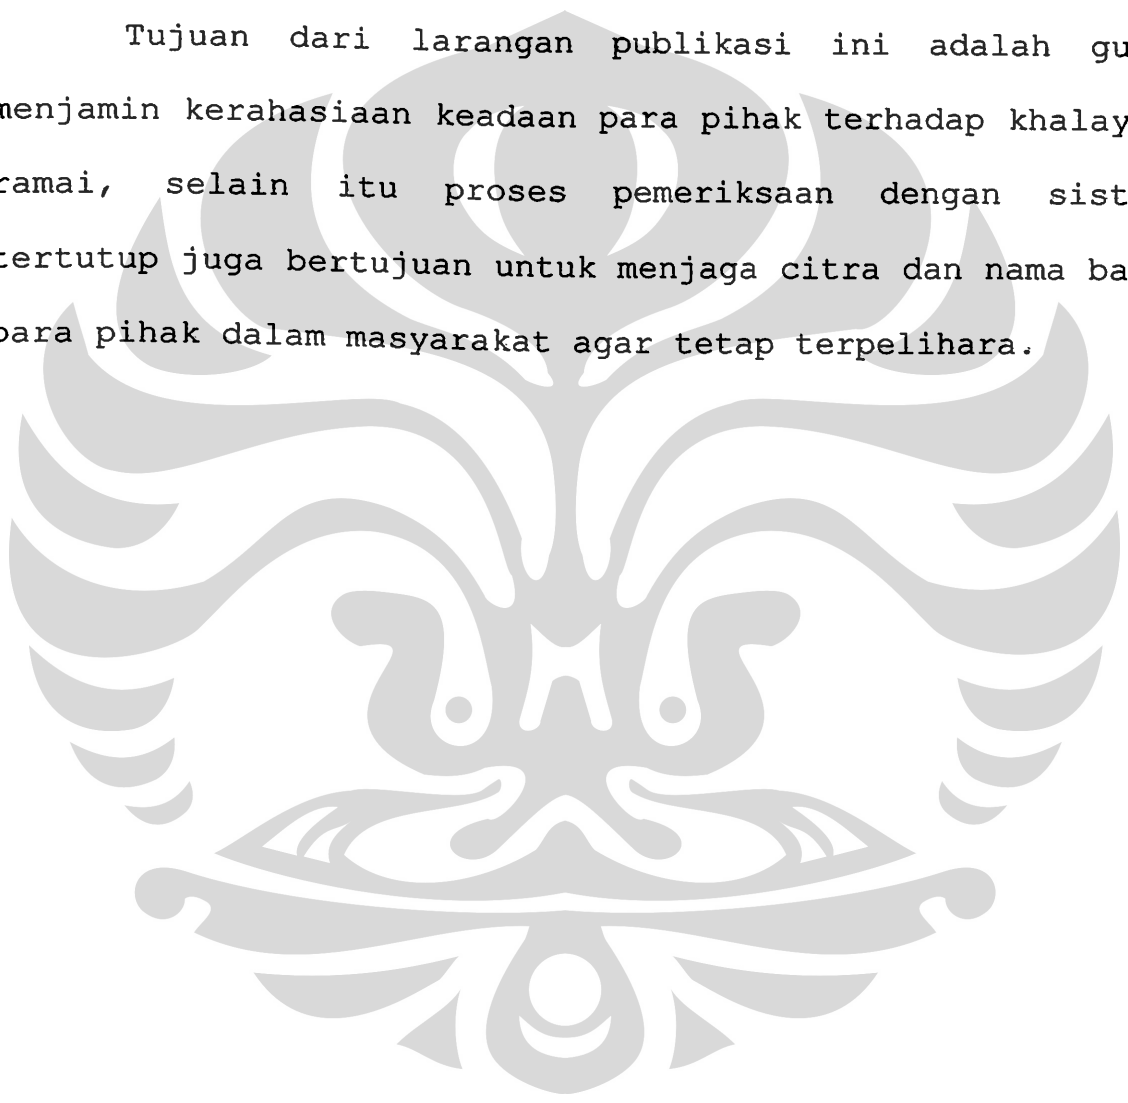 Tujuan dari larangan publikasi ini adalah gu
menjamin kerahasiaan keadaan para pihak terhadap khalay
ramai, selain itu proses pemeriksaan dengan sist
tertutup juga bertujuan untuk menjaga citra dan nama ba
para pihak dalam masyarakat agar tetap terpelihara.